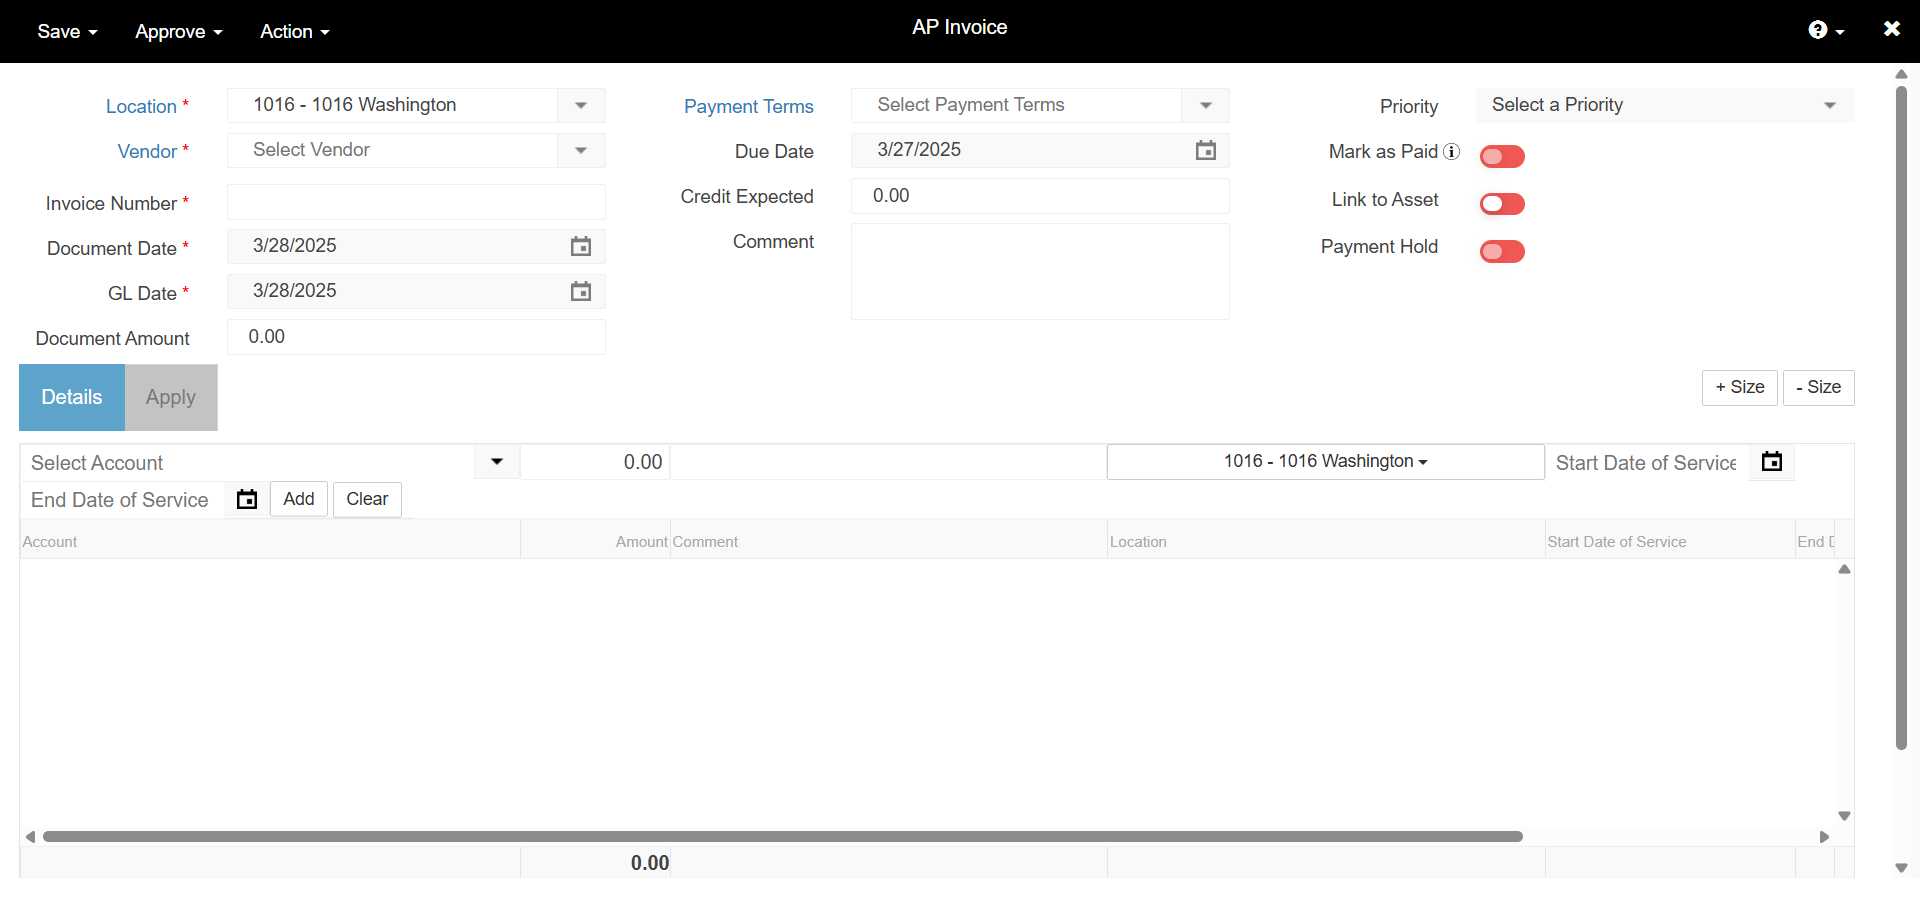 Save Approve Action AP Invoice
Location * 1016 - 1016 Washington Payment Terms Select Payment Terms Priority Select a Priority
Vendor * Select Vendor Due Date 3/27/2025 Mark as Paid
Invoice Number * Credit Expected 0.00 Link to Asset
Document Date * 3/28/2025 Comment Payment Hold
GL Date * 3/28/2025
Document Amount 0.00
Details Apply + Size - Size
Select Account 0.00 1016 - 1016 Washington Start Date of Service
End Date of Service Add Clear
Account Amount Comment Location Start Date of Service End
0.00